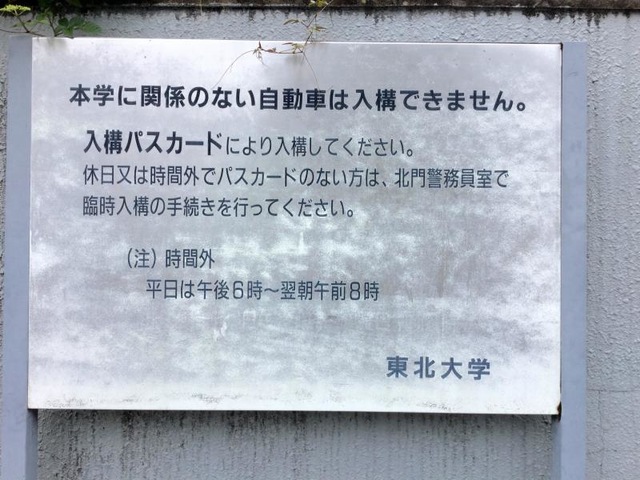 本学に関係のない自動車は入構できません。
入構パスカードにより入構してください。
休日又は時間外でパスカードのない方は、北門警務員室で
臨時入構の手続きを行ってください。
（注）時間外
平日は午後６時～翌朝午前８時
東北大学